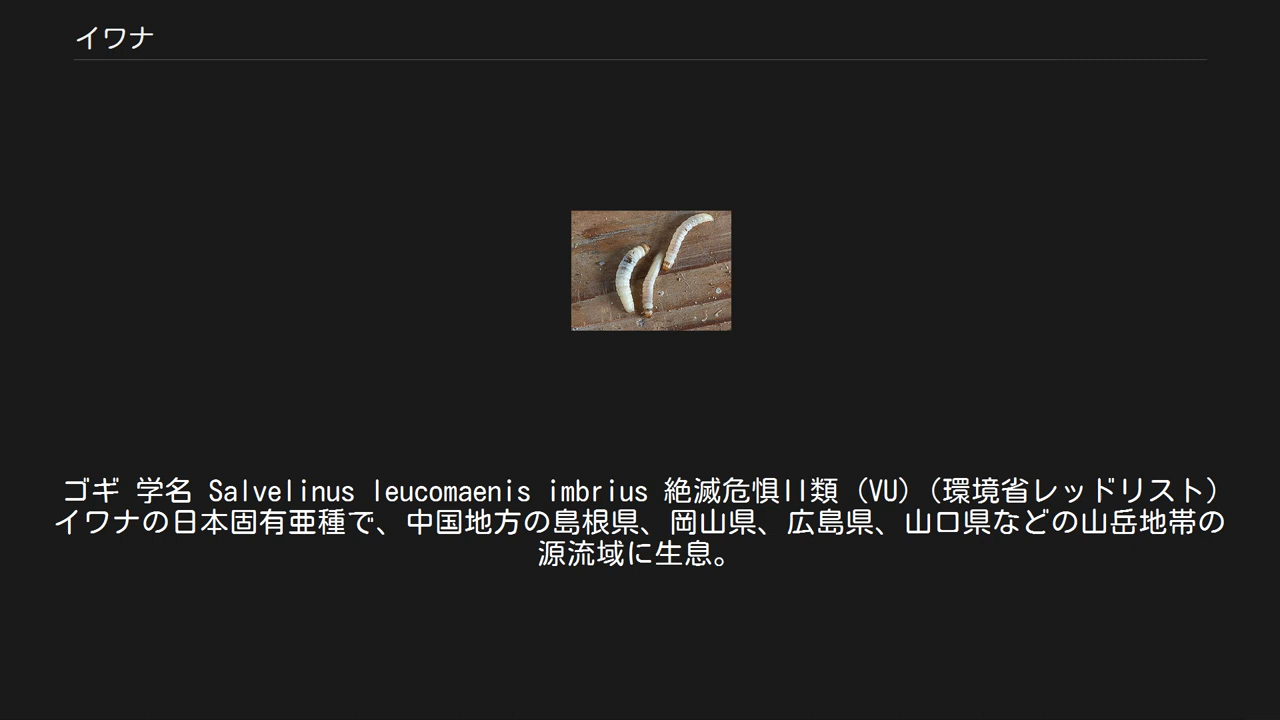 イワナ
ゴギ 学名 Salvelinus leucomaenis imbrius 絶滅危惧II類（VU）（環境省レッドリスト）
イワナの日本固有亜種で、中国地方の島根県、岡山県、広島県、山口県などの山岳地帯の
源流域に生息。